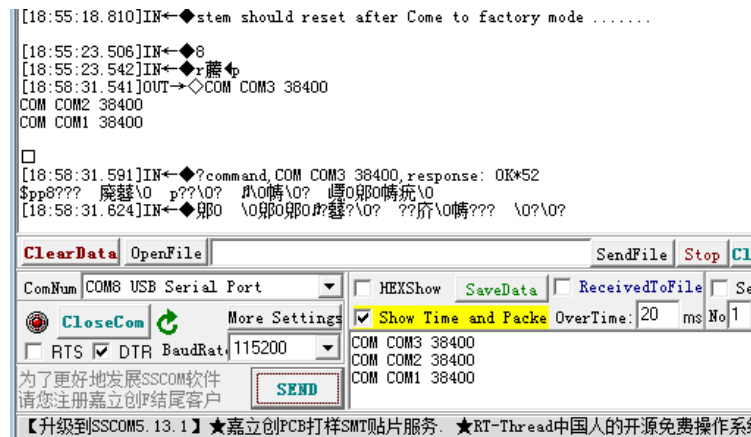 [18:55:18.810]IN←◆stem should reset after Come to factory mode .......
[18:55:23.506]IN←◆8
[18:55:23.542]IN←◆r
[18:58:31.541]OUT→◇COM COM3 38400
COM COM2 38400
COM COM1 38400
□
[18:58:31.591]IN←◆?command,COM COM3 38400,response: OK*52
$pp8??? \0 p??\0?
[18:58:31.624]IN←◆
ClearData OpenFile SendFile Stop
ComNum COM8 USB Serial Port HEXShow SaveData ReceivedToFile
CloseCom More Settings Show Time and Packe OverTime: 20 ms No 1
RTS DTR BaudRat 115200
COM COM3 38400
COM COM2 38400
COM COM1 38400
为了更好地发展SSCOM软件
请您注册嘉立创F结尾客户
SEND
【升级到SSCOM5.13.1】★嘉立创PCB打样SMT贴片服务. ★RT-Thread中国人的开源免费操作系